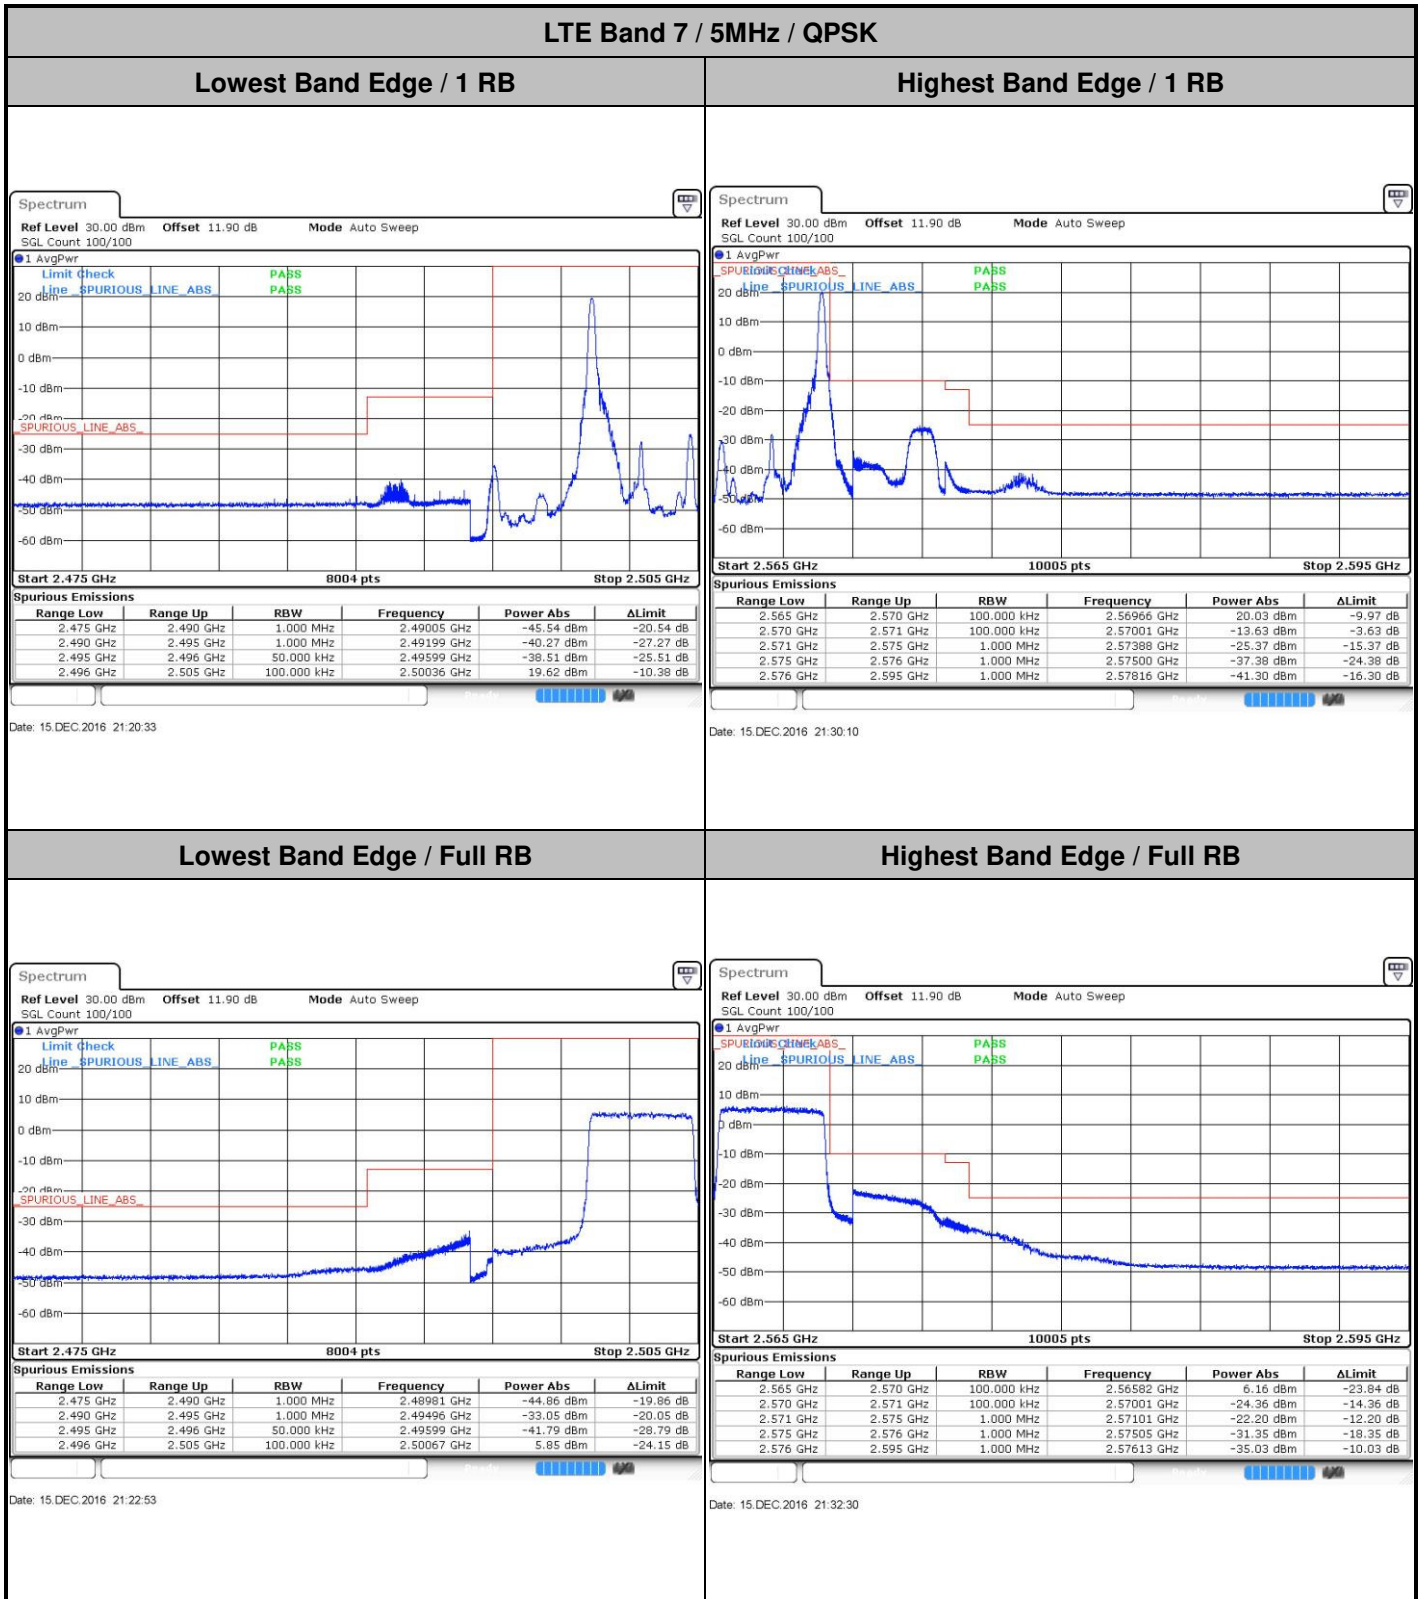 LTE Band 7 / 5MHz / QPSK
Lowest Band Edge / 1 RB
Highest Band Edge / 1 RB
Spectrum
Ref Level 30.00 dBm Offset 11.90 dB Mode Auto Sweep
SGL Count 100/100
1 AvgPwr
Limit Check PASS
Line _SPURIOUS_LINE_ABS_ PASS
20 dBm
10 dBm
0 dBm
-10 dBm
-20 dBm
_SPURIOUS_LINE_ABS_
-30 dBm
-40 dBm
-50 dBm
-60 dBm
Start 2.475 GHz 8004 pts Stop 2.505 GHz
Spurious Emissions
Range Low Range Up RBW Frequency Power Abs ΔLimit
2.475 GHz 2.490 GHz 1.000 MHz 2.49005 GHz -45.54 dBm -20.54 dB
2.490 GHz 2.495 GHz 1.000 MHz 2.49199 GHz -40.27 dBm -27.27 dB
2.495 GHz 2.496 GHz 50.000 kHz 2.49599 GHz -38.51 dBm -25.51 dB
2.496 GHz 2.505 GHz 100.000 kHz 2.50036 GHz 19.62 dBm -10.38 dB
Date: 15.DEC.2016 21:20:33
Spectrum
Ref Level 30.00 dBm Offset 11.90 dB Mode Auto Sweep
SGL Count 100/100
1 AvgPwr
_SPURIOUS_LINE_ABS_
Limit Check PASS
Line _SPURIOUS_LINE_ABS_ PASS
20 dBm
10 dBm
0 dBm
-10 dBm
-20 dBm
-30 dBm
-40 dBm
-50 dBm
-60 dBm
Start 2.565 GHz 10005 pts Stop 2.595 GHz
Spurious Emissions
Range Low Range Up RBW Frequency Power Abs ΔLimit
2.565 GHz 2.570 GHz 100.000 kHz 2.56966 GHz 20.03 dBm -9.97 dB
2.570 GHz 2.571 GHz 100.000 kHz 2.57001 GHz -13.63 dBm -3.63 dB
2.571 GHz 2.575 GHz 1.000 MHz 2.57388 GHz -25.37 dBm -15.37 dB
2.575 GHz 2.576 GHz 1.000 MHz 2.57500 GHz -37.38 dBm -24.38 dB
2.576 GHz 2.595 GHz 1.000 MHz 2.57816 GHz -41.30 dBm -16.30 dB
Date: 15.DEC.2016 21:30:10
Lowest Band Edge / Full RB
Highest Band Edge / Full RB
Spectrum
Ref Level 30.00 dBm Offset 11.90 dB Mode Auto Sweep
SGL Count 100/100
1 AvgPwr
Limit Check PASS
Line _SPURIOUS_LINE_ABS_ PASS
20 dBm
10 dBm
0 dBm
-10 dBm
-20 dBm
_SPURIOUS_LINE_ABS_
-30 dBm
-40 dBm
-50 dBm
-60 dBm
Start 2.475 GHz 8004 pts Stop 2.505 GHz
Spurious Emissions
Range Low Range Up RBW Frequency Power Abs ΔLimit
2.475 GHz 2.490 GHz 1.000 MHz 2.48981 GHz -44.86 dBm -19.86 dB
2.490 GHz 2.495 GHz 1.000 MHz 2.49496 GHz -33.05 dBm -20.05 dB
2.495 GHz 2.496 GHz 50.000 kHz 2.49599 GHz -41.79 dBm -28.79 dB
2.496 GHz 2.505 GHz 100.000 kHz 2.50067 GHz 5.85 dBm -24.15 dB
Date: 15.DEC.2016 21:22:53
Spectrum
Ref Level 30.00 dBm Offset 11.90 dB Mode Auto Sweep
SGL Count 100/100
1 AvgPwr
_SPURIOUS_LINE_ABS_
Limit Check PASS
Line _SPURIOUS_LINE_ABS_ PASS
20 dBm
10 dBm
0 dBm
-10 dBm
-20 dBm
-30 dBm
-40 dBm
-50 dBm
-60 dBm
Start 2.565 GHz 10005 pts Stop 2.595 GHz
Spurious Emissions
Range Low Range Up RBW Frequency Power Abs ΔLimit
2.565 GHz 2.570 GHz 100.000 kHz 2.56582 GHz 6.16 dBm -23.84 dB
2.570 GHz 2.571 GHz 100.000 kHz 2.57001 GHz -24.36 dBm -14.36 dB
2.571 GHz 2.575 GHz 1.000 MHz 2.57101 GHz -22.20 dBm -12.20 dB
2.575 GHz 2.576 GHz 1.000 MHz 2.57505 GHz -31.35 dBm -18.35 dB
2.576 GHz 2.595 GHz 1.000 MHz 2.57613 GHz -35.03 dBm -10.03 dB
Date: 15.DEC.2016 21:32:30